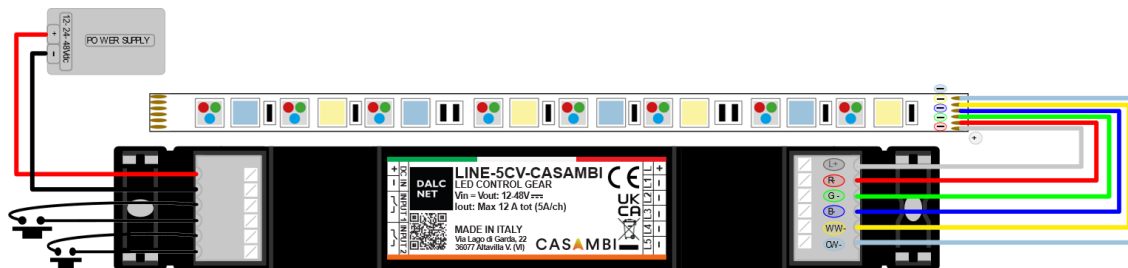 12-24-48Vdc
+
-
POWER SUPPLY
+
DC IN
+
-
INPUT 1
INPUT 2
DALC
NET
LINE-5CV-CASAMBI
LED CONTROL GEAR
Vin = Vout: 12-48V
Iout: Max 12 A tot (5A/ch)
MADE IN ITALY
Via Lago di Garda, 22
36077 Altavilla V. (VI)
CASAMBI
CE
UK
CA
L +
L1 -
L2 -
L3 -
L4 -
L5 -
L+
R-
G-
B-
WW-
CW-